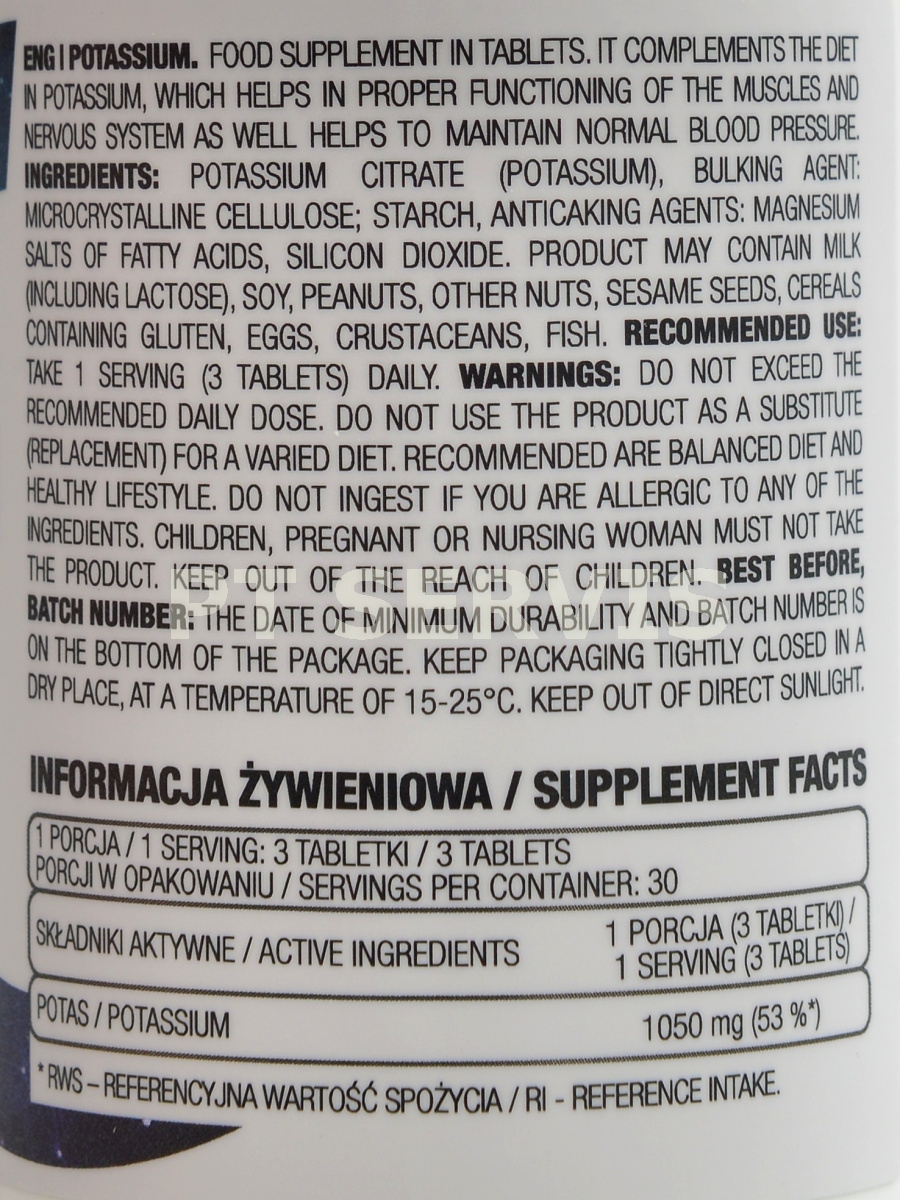 ENG | POTASSIUM. FOOD SUPPLEMENT IN TABLETS. IT COMPLEMENTS THE DIET
IN POTASSIUM, WHICH HELPS IN PROPER FUNCTIONING OF THE MUSCLES AND
NERVOUS SYSTEM AS WELL HELPS TO MAINTAIN NORMAL BLOOD PRESSURE.
INGREDIENTS: POTASSIUM CITRATE (POTASSIUM), BULKING AGENT:
MICROCRYSTALLINE CELLULOSE; STARCH, ANTICAKING AGENTS: MAGNESIUM
SALTS OF FATTY ACIDS, SILICON DIOXIDE. PRODUCT MAY CONTAIN MILK
(INCLUDING LACTOSE), SOY, PEANUTS, OTHER NUTS, SESAME SEEDS, CEREALS
CONTAINING GLUTEN, EGGS, CRUSTACEANS, FISH. RECOMMENDED USE:
TAKE 1 SERVING (3 TABLETS) DAILY. WARNINGS: DO NOT EXCEED THE
RECOMMENDED DAILY DOSE. DO NOT USE THE PRODUCT AS A SUBSTITUTE
(REPLACEMENT) FOR A VARIED DIET. RECOMMENDED ARE BALANCED DIET AND
HEALTHY LIFESTYLE. DO NOT INGEST IF YOU ARE ALLERGIC TO ANY OF THE
INGREDIENTS. CHILDREN, PREGNANT OR NURSING WOMAN MUST NOT TAKE
THE PRODUCT. KEEP OUT OF THE REACH OF CHILDREN. BEST BEFORE,
BATCH NUMBER: THE DATE OF MINIMUM DURABILITY AND BATCH NUMBER IS
PT SERVIS
ON THE BOTTOM OF THE PACKAGE. KEEP PACKAGING TIGHTLY CLOSED IN A
DRY PLACE, AT A TEMPERATURE OF 15-25°C. KEEP OUT OF DIRECT SUNLIGHT.
INFORMACJA ŻYWIENIOWA / SUPPLEMENT FACTS
1 PORCJA / 1 SERVING: 3 TABLETKI / 3 TABLETS
PORCJI W OPAKOWANIU / SERVINGS PER CONTAINER: 30
SKŁADNIKI AKTYWNE / ACTIVE INGREDIENTS
1 PORCJA (3 TABLETKI) /
1 SERVING (3 TABLETS)
POTAS / POTASSIUM
1050 mg (53 %*)
* RWS – REFERENCYJNA WARTOŚĆ SPOŻYCIA / RI - REFERENCE INTAKE.